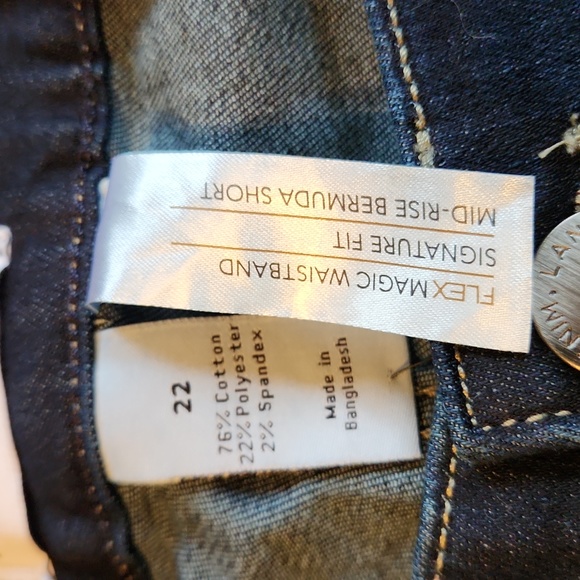 FLEX MAGIC WAISTBAND
SIGNATURE FIT
MID-RISE BERMUDA SHORT
22
76% Cotton
22% Polyester
2% Spandex
Made in
Bangladesh